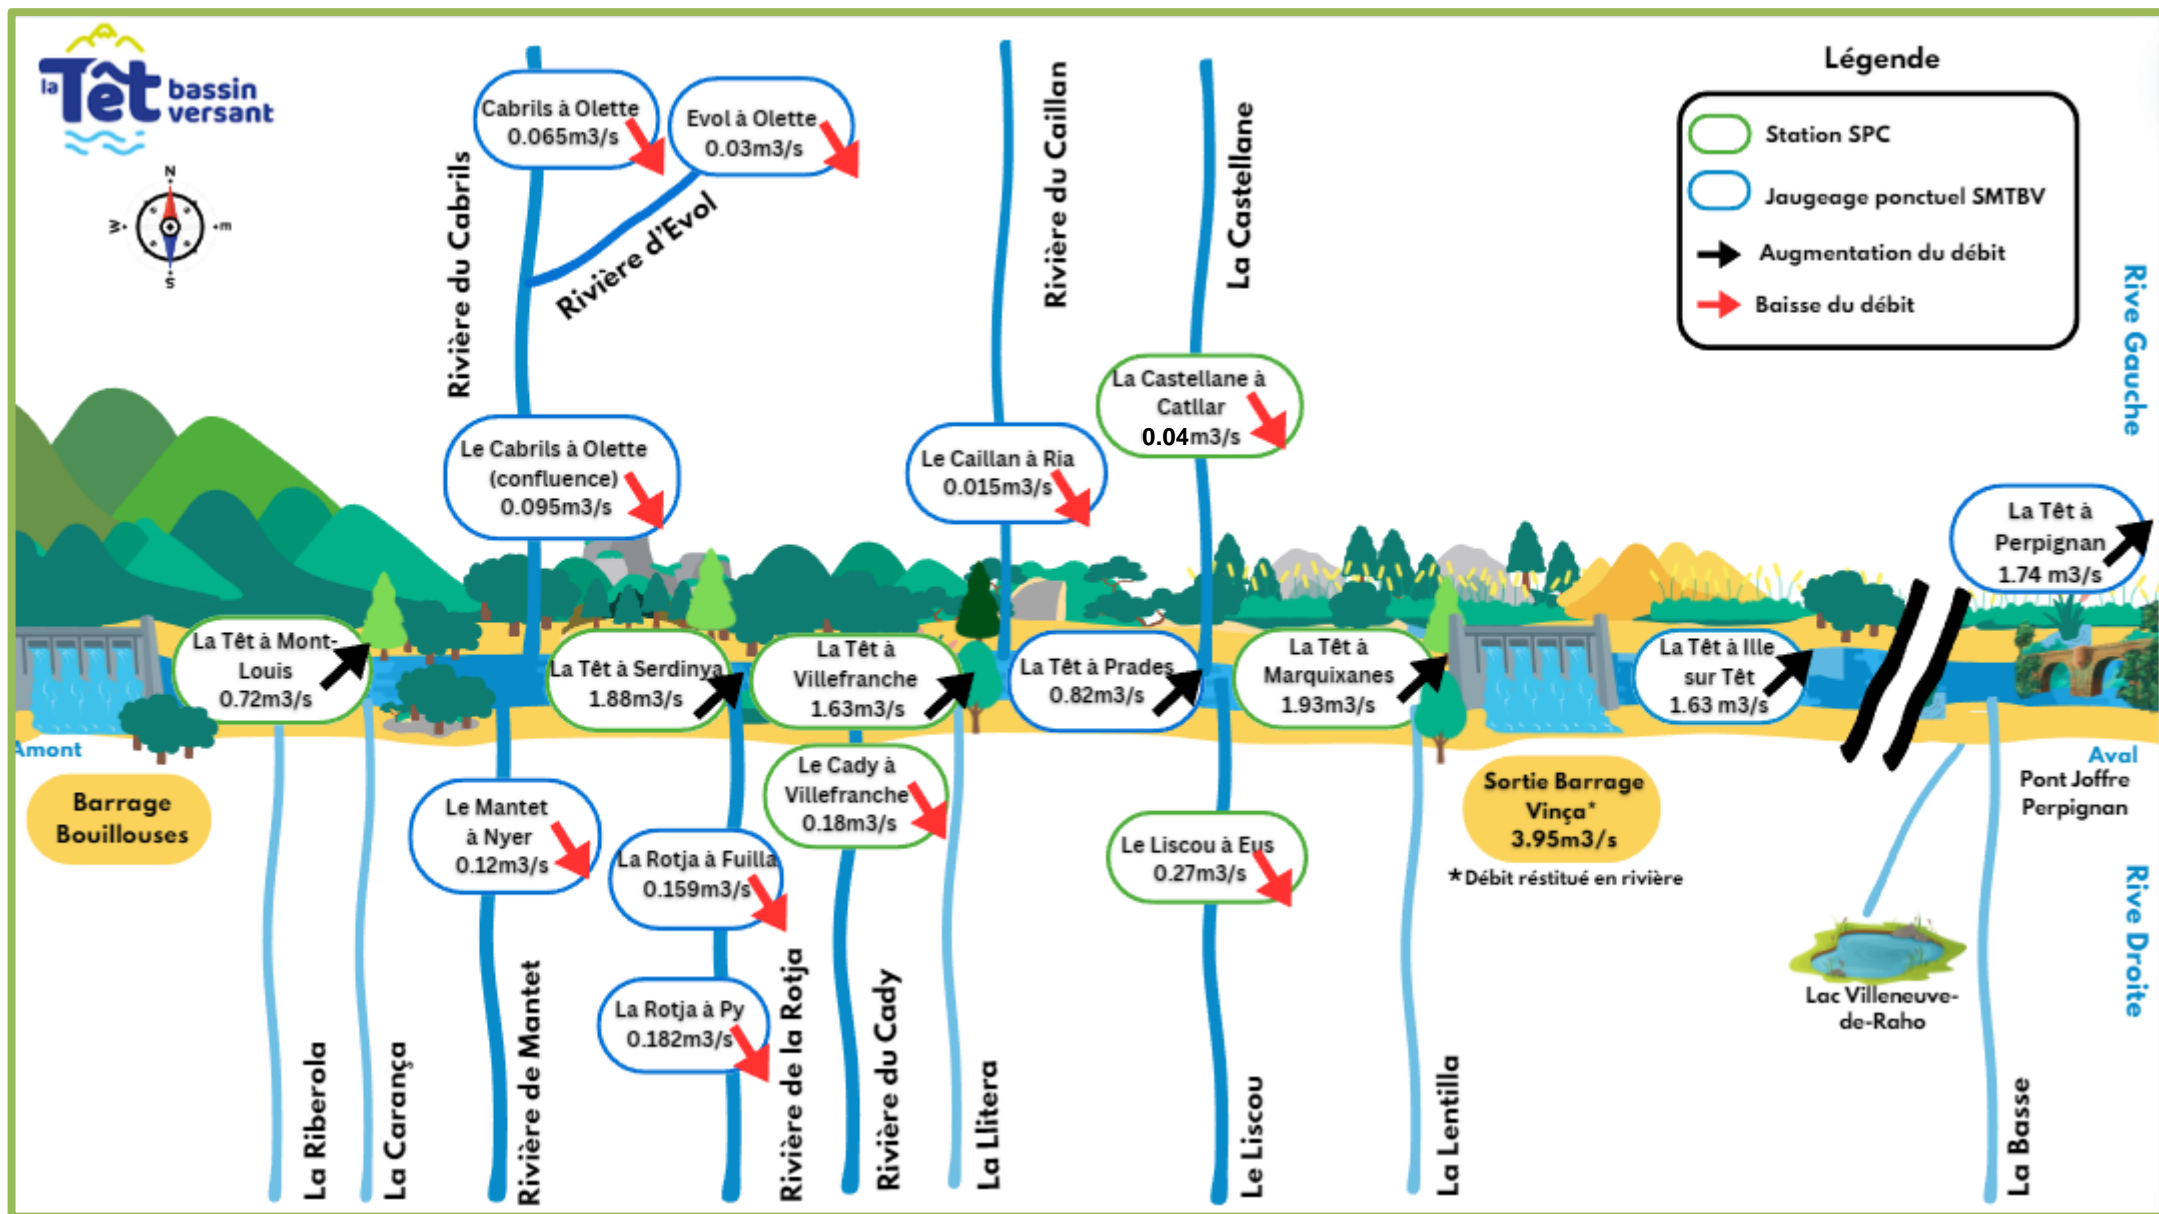 la Têt bassin
versant
N
W
m
S
Cabrils à Olette
0.065m3/s
Evol à Olette
0.03m3/s
Rivière du Cabrils
Rivière d'Evol
Rivière du Caillan
La Castellane
Légende
Station SPC
Jaugeage ponctuel SMTBV
Augmentation du débit
Baisse du débit
Rive Gauche
Le Cabrils à Olette
(confluence)
0.095m3/s
Le Caillan à Ria
0.015m3/s
La Castellane à
Catllar
0.04m3/s
La Têt à
Perpignan
1.74 m3/s
La Têt à Mont-
Louis
0.72m3/s
La Têt à Serdinya
1.88m3/s
La Têt à
Villefranche
1.63m3/s
La Têt à Prades
0.82m3/s
La Têt à
Marquixanes
1.93m3/s
La Têt à Ille
sur Têt
1.63 m3/s
Amont
Barrage
Bouillouses
Le Mantet
à Nyer
0.12m3/s
La Rotja à Fuilla
0.159m3/s
Le Cady à
Villefranche
0.18m3/s
La Rotja à Py
0.182m3/s
Le Liscou à Eus
0.27m3/s
Sortie Barrage
Vinça*
3.95m3/s
*Débit réstitué en rivière
Aval
Pont Joffre
Perpignan
Rive Droite
Lac Villeneuve-
de-Raho
La Riberola
La Carança
Rivière de Mantet
Rivière de la Rotja
Rivière du Cady
La Llitera
Le Liscou
La Lentilla
La Basse